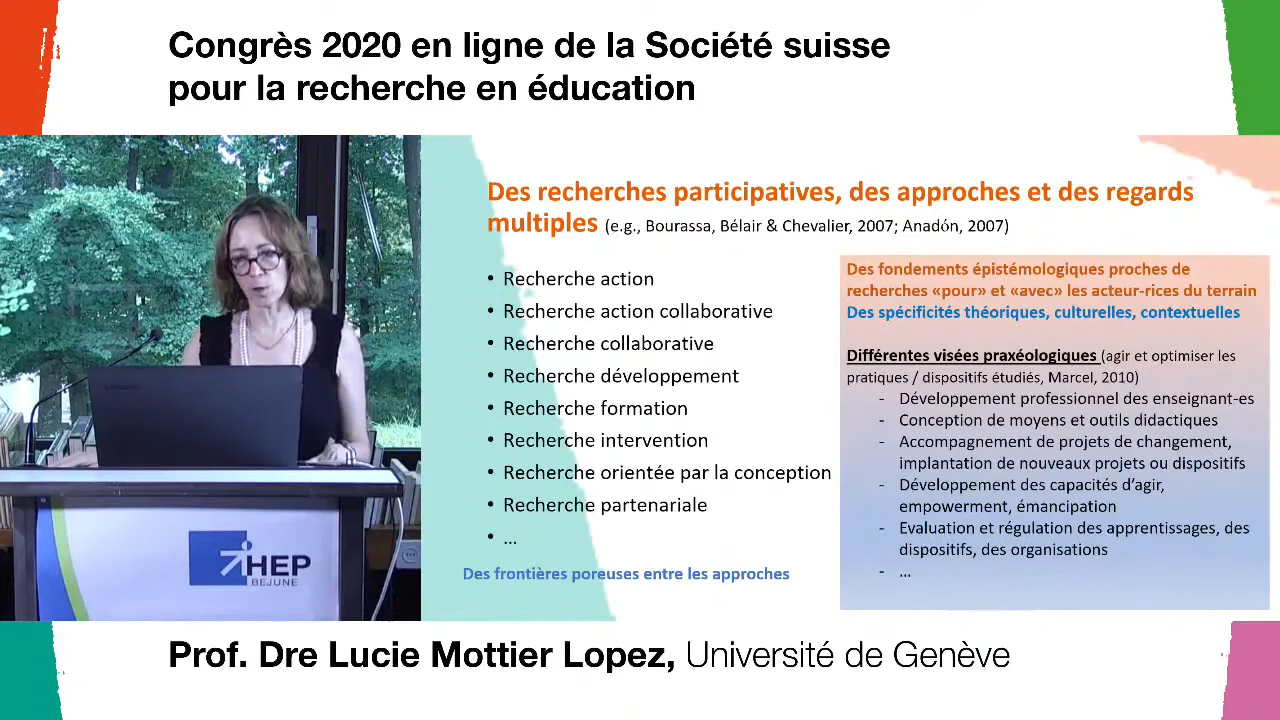 Congrès 2020 en ligne de la Société suisse
pour la recherche en éducation
Des recherches participatives, des approches et des regards
multiples (e.g., Bourassa, Bélair & Chevalier, 2007; Anadón, 2007)
• Recherche action
• Recherche action collaborative
• Recherche collaborative
• Recherche développement
• Recherche formation
• Recherche intervention
• Recherche orientée par la conception
• Recherche partenariale
• ...
Des frontières poreuses entre les approches
Des fondements épistémologiques proches de
recherches «pour» et «avec» les acteur-rices du terrain
Des spécificités théoriques, culturelles, contextuelles
Différentes visées praxéologiques (agir et optimiser les
pratiques / dispositifs étudiés, Marcel, 2010)
- Développement professionnel des enseignant-es
- Conception de moyens et outils didactiques
- Accompagnement de projets de changement,
implantation de nouveaux projets ou dispositifs
- Développement des capacités d’agir,
empowerment, émancipation
- Evaluation et régulation des apprentissages, des
dispositifs, des organisations
- ...
HEP
BEJUNE
Prof. Dre Lucie Mottier Lopez, Université de Genève